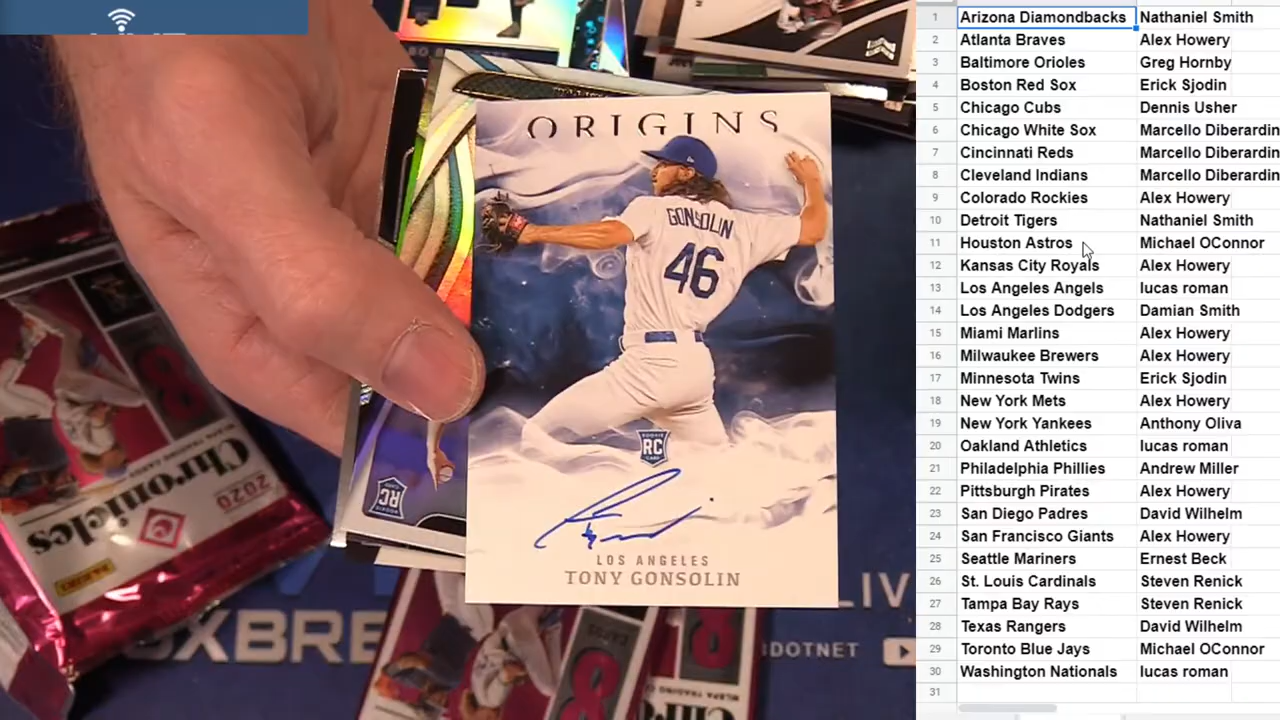 ORIGINS
GONSOLIN
46
ROOKIE
RC
CARD
LOS ANGELES
TONY GONSOLIN
RC
Chronicles
2020
PANINI
BOXBRE
LIV
BDOTNET
1 Arizona Diamondbacks Nathaniel Smith
2 Atlanta Braves Alex Howery
3 Baltimore Orioles Greg Hornby
4 Boston Red Sox Erick Sjodin
5 Chicago Cubs Dennis Usher
6 Chicago White Sox Marcello Diberardin
7 Cincinnati Reds Marcello Diberardin
8 Cleveland Indians Marcello Diberardin
9 Colorado Rockies Alex Howery
10 Detroit Tigers Nathaniel Smith
11 Houston Astros Michael OConnor
12 Kansas City Royals Alex Howery
13 Los Angeles Angels lucas roman
14 Los Angeles Dodgers Damian Smith
15 Miami Marlins Alex Howery
16 Milwaukee Brewers Alex Howery
17 Minnesota Twins Erick Sjodin
18 New York Mets Alex Howery
19 New York Yankees Anthony Oliva
20 Oakland Athletics lucas roman
21 Philadelphia Phillies Andrew Miller
22 Pittsburgh Pirates Alex Howery
23 San Diego Padres David Wilhelm
24 San Francisco Giants Alex Howery
25 Seattle Mariners Ernest Beck
26 St. Louis Cardinals Steven Renick
27 Tampa Bay Rays Steven Renick
28 Texas Rangers David Wilhelm
29 Toronto Blue Jays Michael OConnor
30 Washington Nationals lucas roman
31